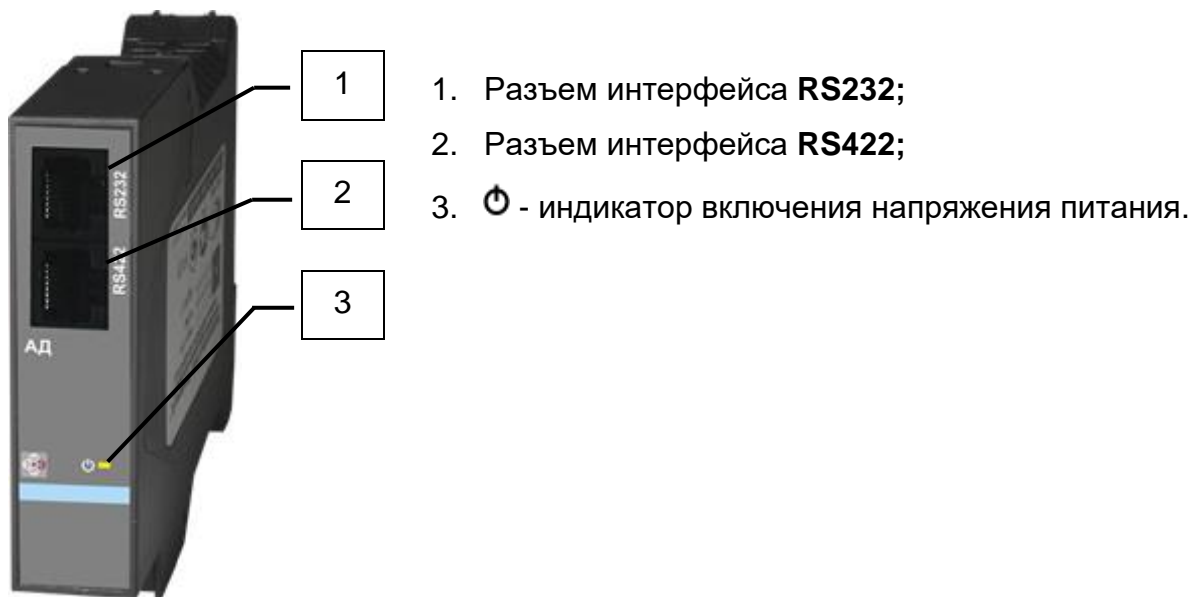 1
2
3
1. Разъем интерфейса RS232;
2. Разъем интерфейса RS422;
3. - индикатор включения напряжения питания.
RS232
RS422
АД